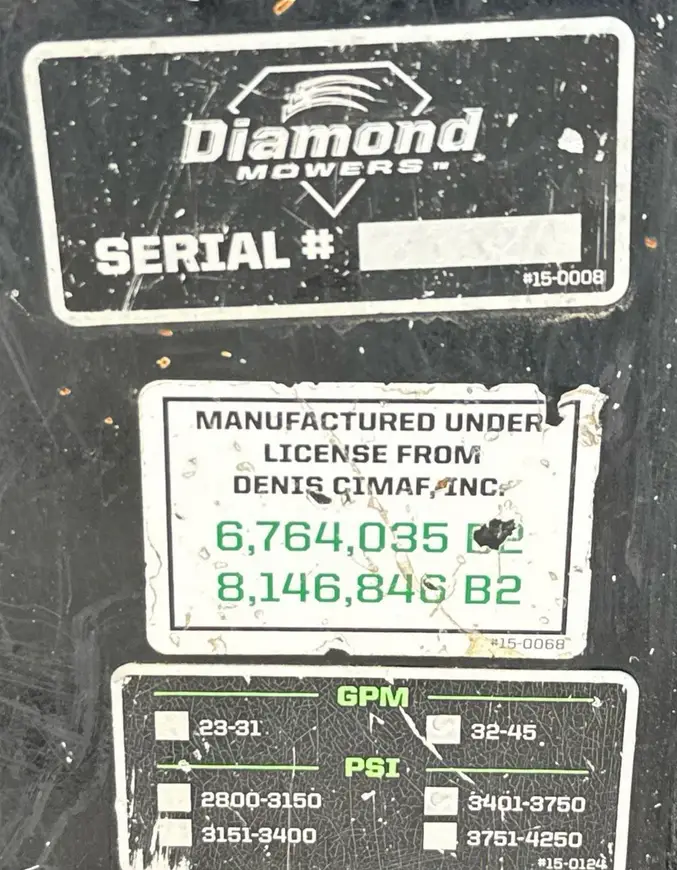 Diamond
MOWERS™
SERIAL #
#15-0008
MANUFACTURED UNDER
LICENSE FROM
DENIS CIMAF, INC.
6,764,035 B2
8,146,846 B2
#15-0068
GPM
23-31 32-45
PSI
2800-3150 3401-3750
3151-3400 3751-4250
#15-0124